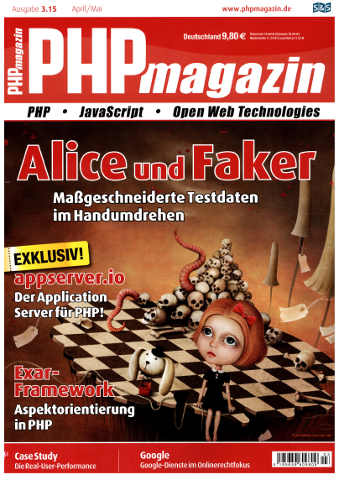 Ausgabe 3.15 April/Mai
www.phpmagazin.de
S&S
Deutschland 9,80 €
PHPmagazin
PHPmagazin
PHP • JavaScript • Open Web Technologies
Alice und Faker
Maßgeschneiderte Testdaten
im Handumdrehen
EXKLUSIV!
appserver.io
Der Application
Server für PHP!
Exar-
Framework
Aspektorientierung
in PHP
Case Study
Die Real-User-Performance
Google
Google-Dienste im Onlinerechtfokus